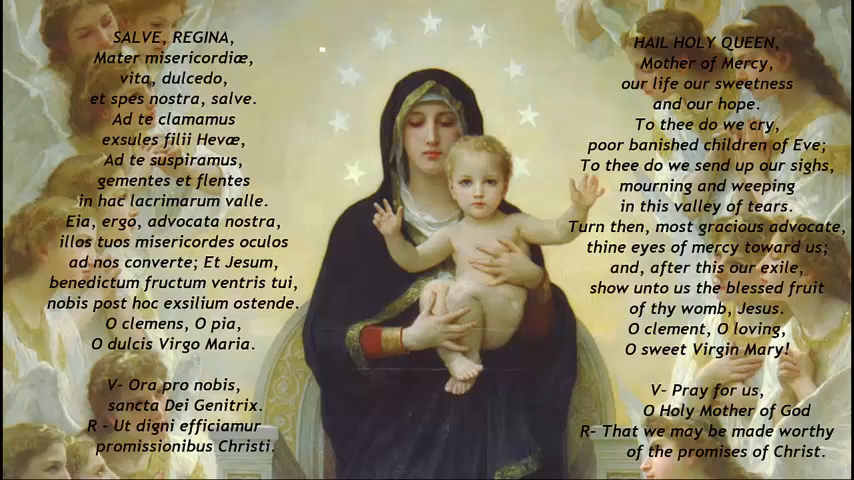 SALVE, REGINA,
Mater misericordiæ,
vita, dulcedo,
et spes nostra, salve.
Ad te clamamus
exsules filii Hevæ,
Ad te suspiramus,
gementes et flentes
in hac lacrimarum valle.
Eia, ergo, advocata nostra,
illos tuos misericordes oculos
ad nos converte; Et Jesum,
benedictum fructum ventris tui,
nobis post hoc exsilium ostende.
O clemens, O pia,
O dulcis Virgo Maria.
V- Ora pro nobis,
sancta Dei Genitrix.
R - Ut digni efficiamur
promissionibus Christi.
HAIL HOLY QUEEN,
Mother of Mercy,
our life our sweetness
and our hope.
To thee do we cry,
poor banished children of Eve;
To thee do we send up our sighs,
mourning and weeping
in this valley of tears.
Turn then, most gracious advocate,
thine eyes of mercy toward us;
and, after this our exile,
show unto us the blessed fruit
of thy womb, Jesus.
O clement, O loving,
O sweet Virgin Mary!
V- Pray for us,
O Holy Mother of God
R- That we may be made worthy
of the promises of Christ.